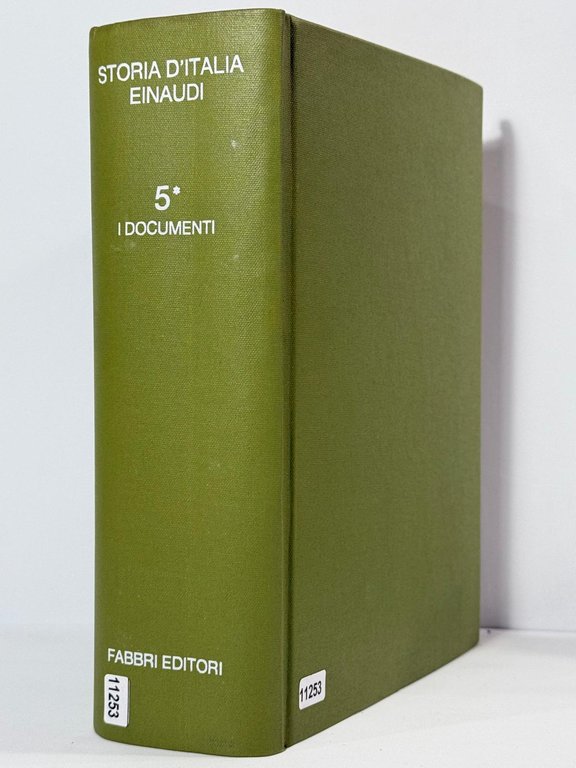 STORIA D'ITALIA
EINAUDI
5*
I DOCUMENTI
FABBRI EDITORI
11253
11253